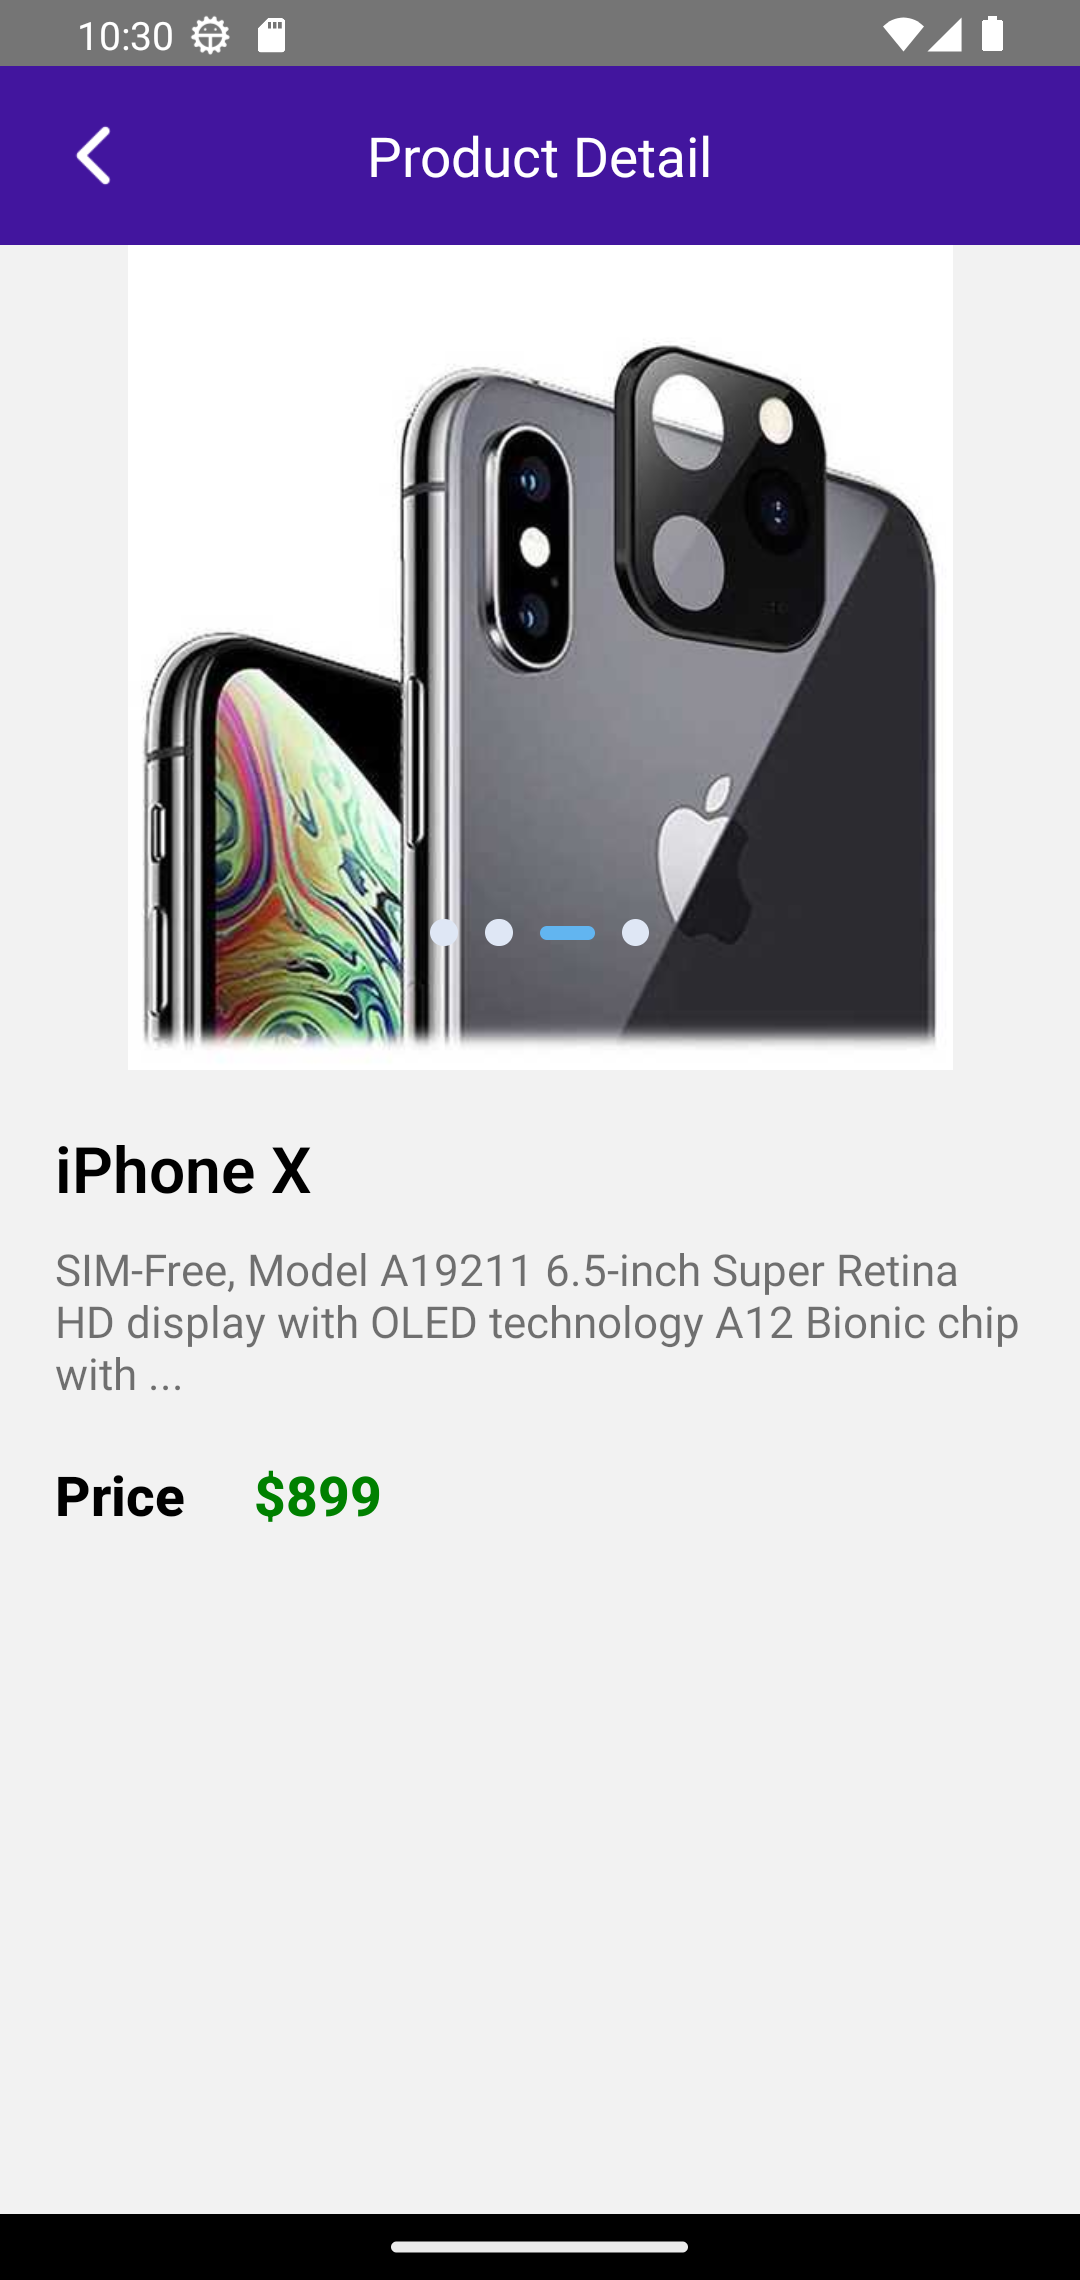 10:30
Product Detail
iPhone X
SIM-Free, Model A19211 6.5-inch Super Retina
HD display with OLED technology A12 Bionic chip
with ...
Price $899